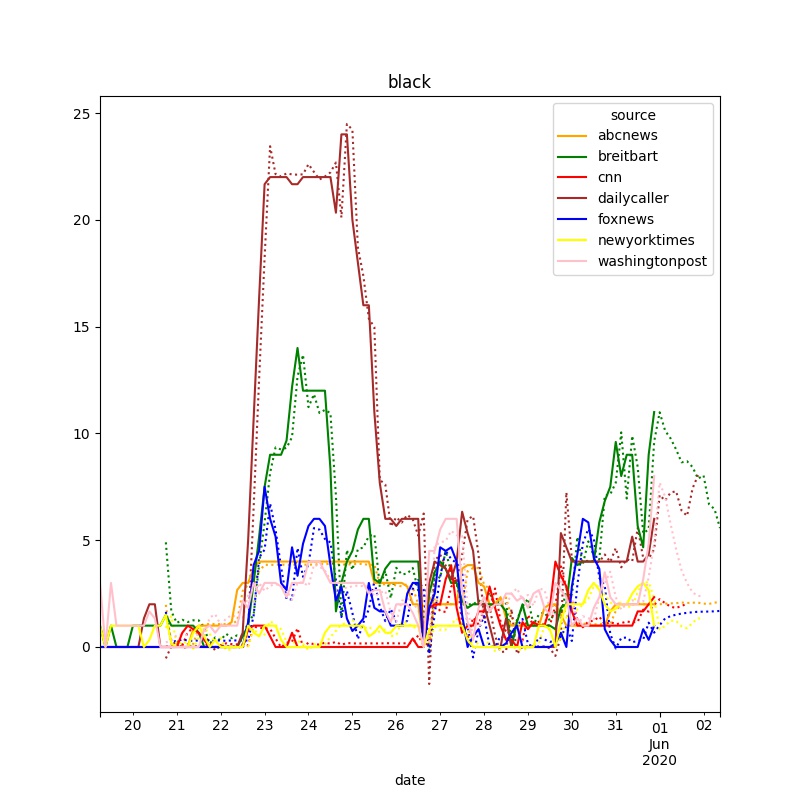 black
source
abcnews
breitbart
cnn
dailycaller
foxnews
newyorktimes
washingtonpost
25
20
15
10
5
0
20 21 22 23 24 25 26 27 28 29 30 31 01 02
Jun
2020
date